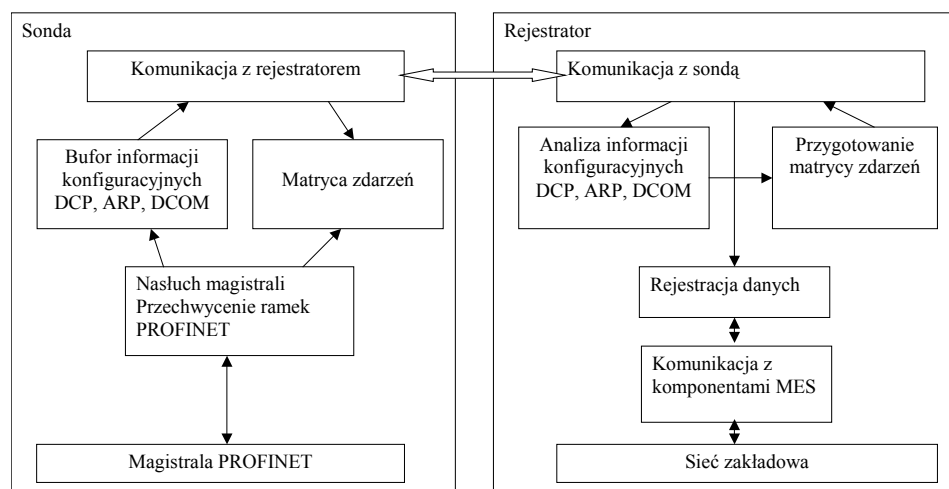 Sonda
Komunikacja z rejestratorem
Bufor informacji
konfiguracyjnych
DCP, ARP, DCOM
Matryca zdarzeń
Nasłuch magistrali
Przechwycenie ramek
PROFINET
Magistrala PROFINET
Rejestrator
Komunikacja z sondą
Analiza informacji
konfiguracyjnych
DCP, ARP, DCOM
Przygotowanie
matrycy zdarzeń
Rejestracja danych
Komunikacja z
komponentami MES
Sieć zakładowa